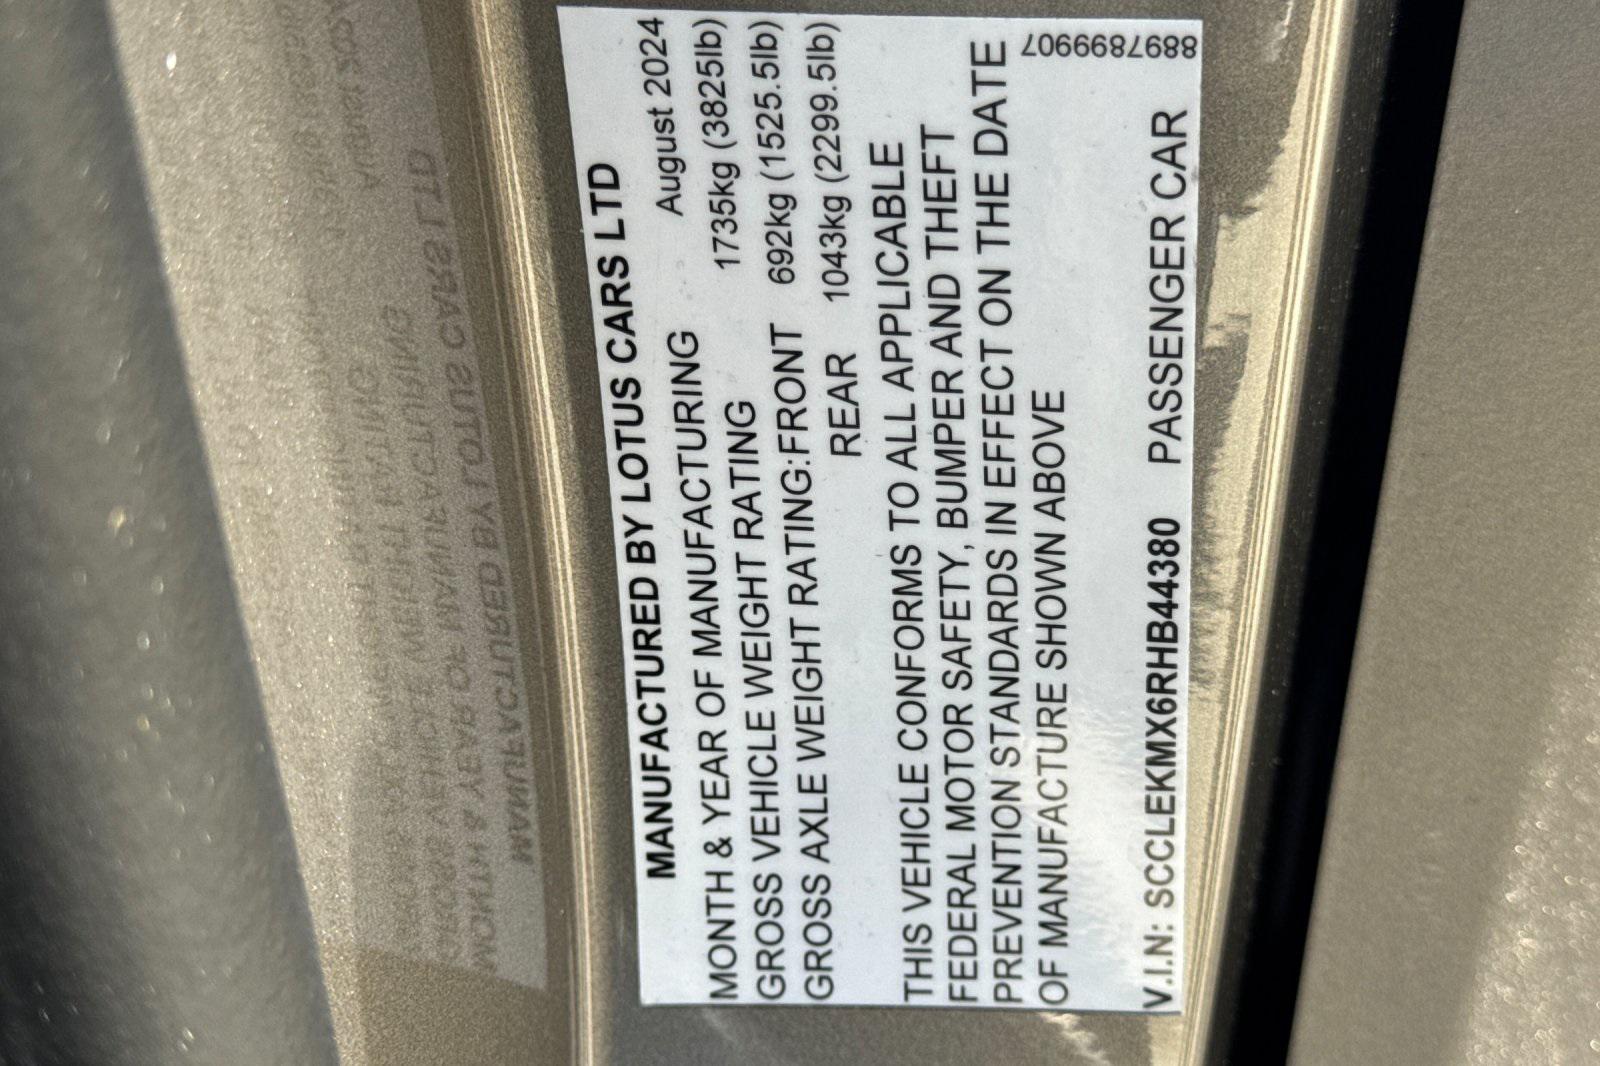 MANUFACTURED BY LOTUS CARS LTD
MONTH & YEAR OF MANUFACTURING August 2024
GROSS VEHICLE WEIGHT RATING 1735kg (3825lb)
GROSS AXLE WEIGHT RATING:FRONT 692kg (1525.5lb)
REAR 1043kg (2299.5lb)
THIS VEHICLE CONFORMS TO ALL APPLICABLE
FEDERAL MOTOR SAFETY, BUMPER AND THEFT
PREVENTION STANDARDS IN EFFECT ON THE DATE
OF MANUFACTURE SHOWN ABOVE
V.I.N: SCCLEKMX6RHB44380 PASSENGER CAR
88978999907